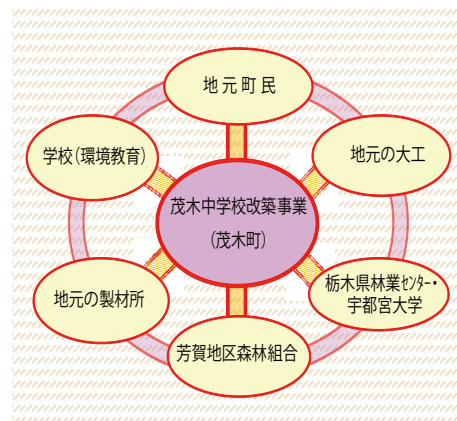 地元町民
学校(環境教育)
地元の大工
茂木中学校改築事業
(茂木町)
地元の製材所
栃木県林業ｾﾝﾀｰ・
宇都宮大学
芳賀地区森林組合